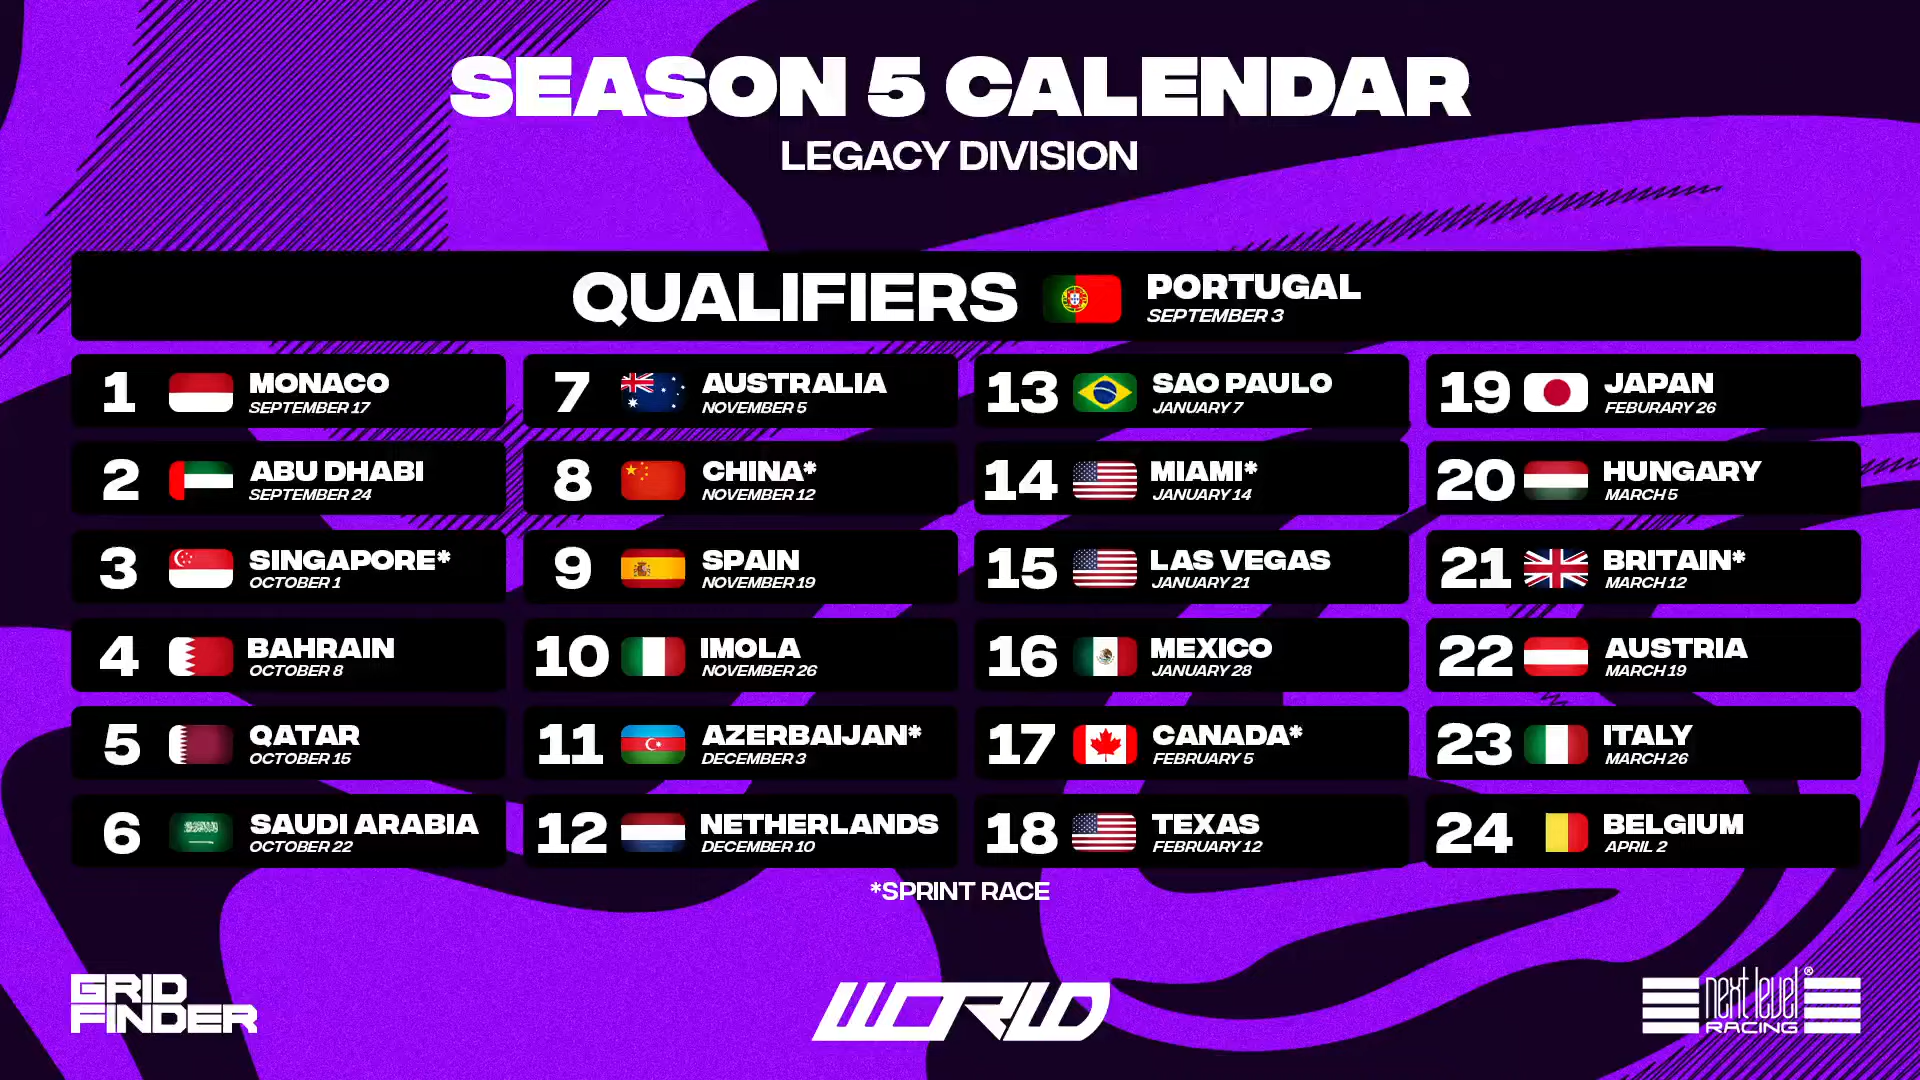 SEASON 5 CALENDAR
LEGACY DIVISION
QUALIFIERS
PORTUGAL
SEPTEMBER 3
1
MONACO
SEPTEMBER 17
2
ABU DHABI
SEPTEMBER 24
3
SINGAPORE*
OCTOBER 1
4
BAHRAIN
OCTOBER 8
5
QATAR
OCTOBER 15
6
SAUDI ARABIA
OCTOBER 22
7
AUSTRALIA
NOVEMBER 5
8
CHINA*
NOVEMBER 12
9
SPAIN
NOVEMBER 19
10
IMOLA
NOVEMBER 26
11
AZERBAIJAN*
DECEMBER 3
12
NETHERLANDS
DECEMBER 10
13
SAO PAULO
JANUARY 7
14
MIAMI*
JANUARY 14
15
LAS VEGAS
JANUARY 21
16
MEXICO
JANUARY 28
17
CANADA*
FEBRUARY 5
18
TEXAS
FEBRUARY 12
19
JAPAN
FEBURARY 26
20
HUNGARY
MARCH 5
21
BRITAIN*
MARCH 12
22
AUSTRIA
MARCH 19
23
ITALY
MARCH 26
24
BELGIUM
APRIL 2
*SPRINT RACE
GRID
FINDER
WORLD
next level®
RACING